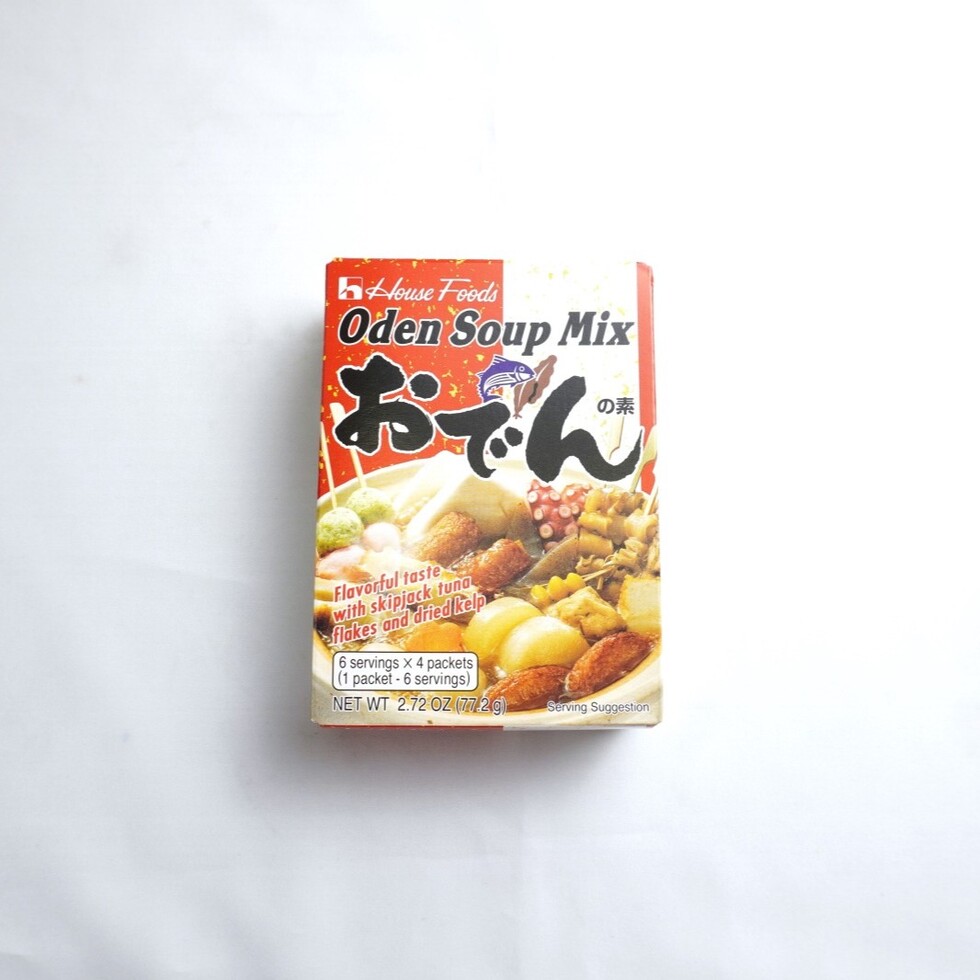 House Foods
Oden Soup Mix
おでんの素
Flavorful taste
with skipjack tuna
flakes and dried kelp
6 servings × 4 packets
(1 packet - 6 servings)
NET WT 2.72 OZ (77.2 g)
Serving Suggestion